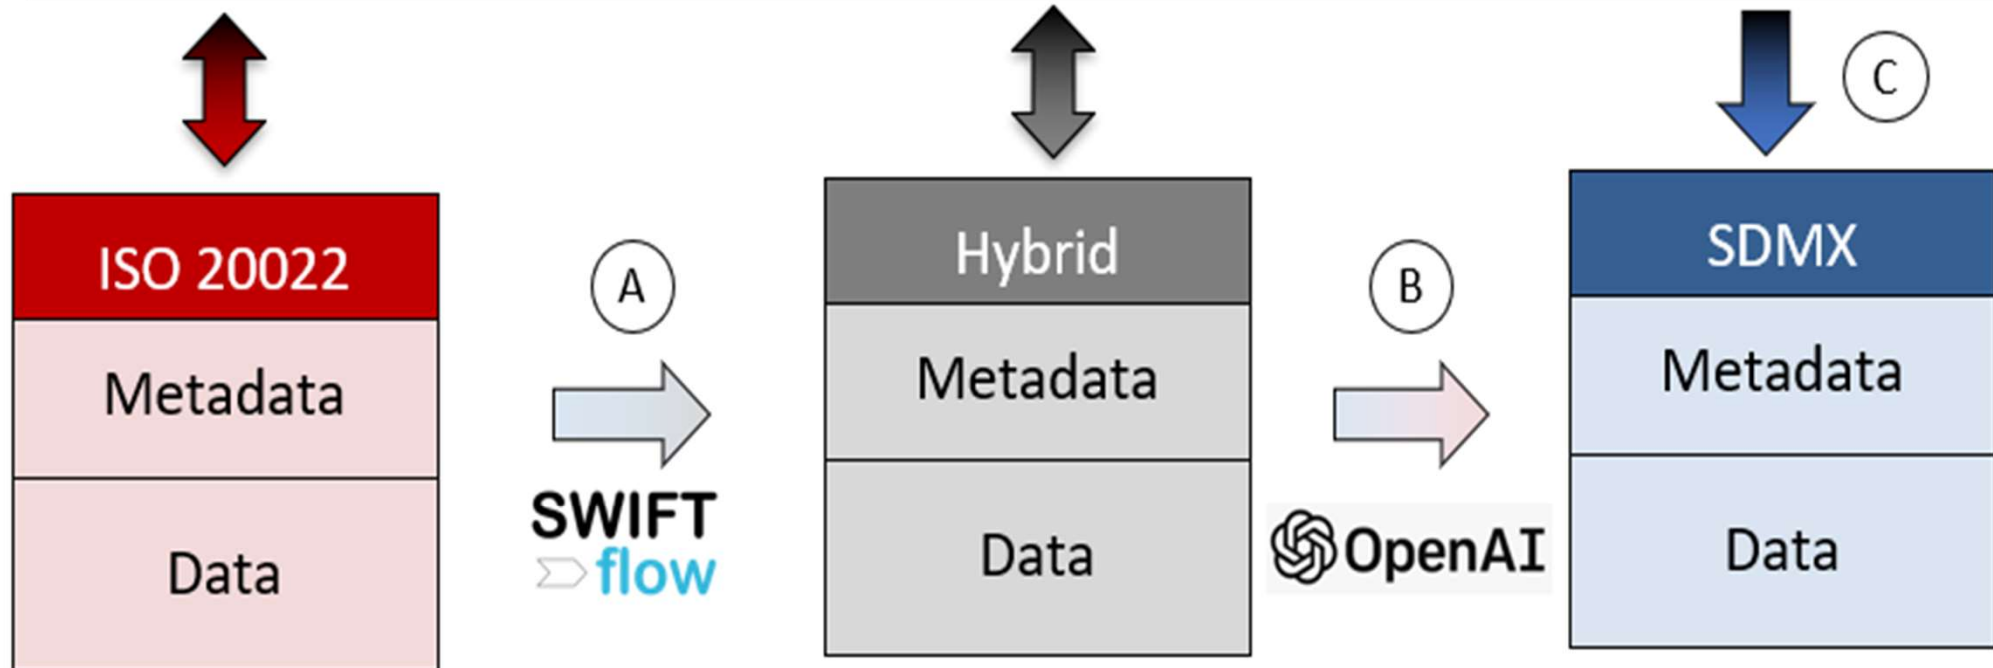 C
ISO 20022
Metadata
Data
A
SWIFT
flow
Hybrid
Metadata
Data
B
OpenAI
SDMX
Metadata
Data